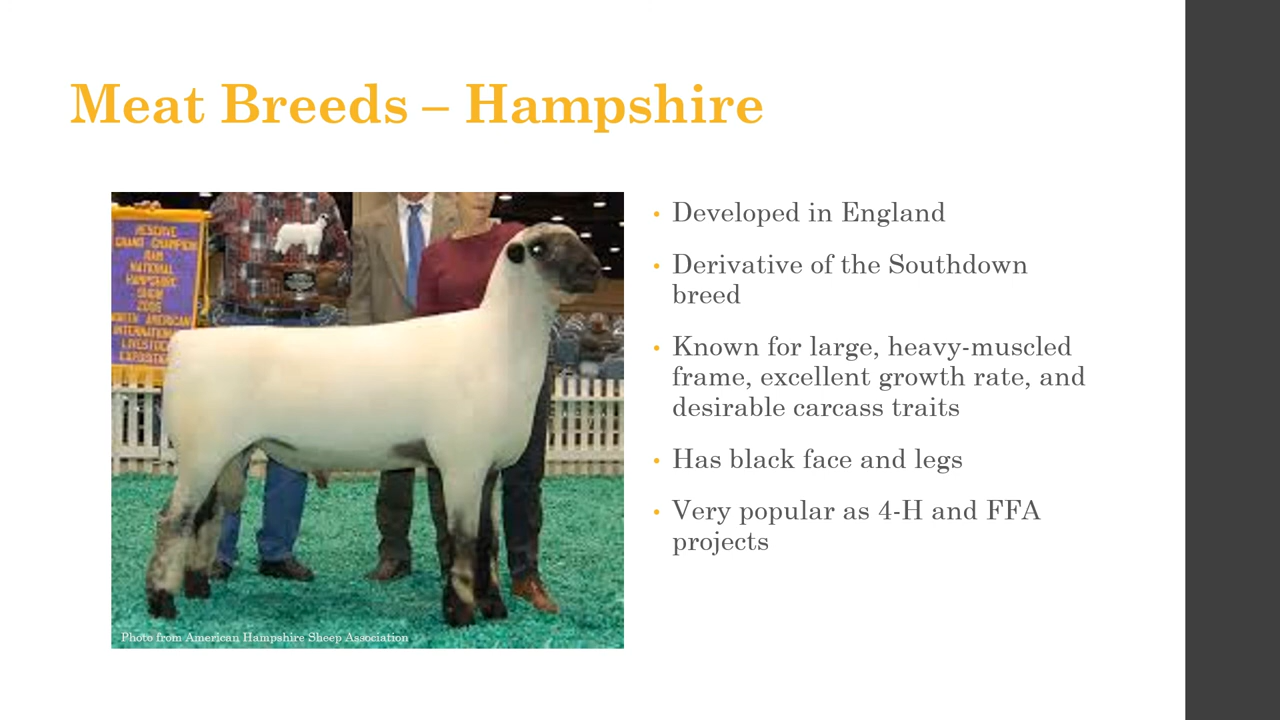 Meat Breeds – Hampshire
RESERVE
GRAND CHAMPION
RAM
NATIONAL
HAMPSHIRE
SHOW
NORTH AMERICAN
INTERNATIONAL
LIVESTOCK
EXPOSITION
Photo from American Hampshire Sheep Association
• Developed in England
• Derivative of the Southdown
breed
• Known for large, heavy-muscled
frame, excellent growth rate, and
desirable carcass traits
• Has black face and legs
• Very popular as 4-H and FFA
projects